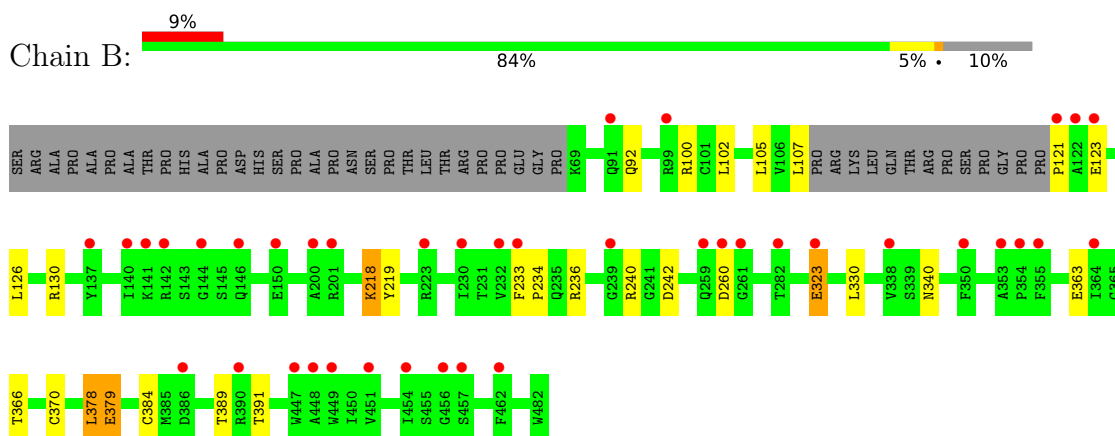 9%
Chain B:
84% 5% • 10%
SER ARG ALA PRO ALA PRO ALA THR PRO HIS ALA PRO ASP HIS SER PRO ALA PRO ASN SER PRO THR LEU THR ARG PRO PRO GLU GLY PRO K69 Q91 Q92 R99 R100 C101 L102 L105 V106 L107 PRO ARG LYS LEU GLN THR ARG PRO SER PRO GLY PRO PRO P121 A122 E123
L126 R130 Y137 I140 K141 R142 S143 G144 S145 Q146 E150 A200 R201 K218 Y219 R223 I230 T231 V232 F233 P234 Q235 R236 G239 R240 G241 D242 Q259 D260 G261 T282 E323 L330 V338 S339 N340 F350 A353 P354 F355 E363 I364
T366 C370 L378 E379 C384 M385 D386 T389 R390 T391 W447 A448 W449 I450 V451 I454 S455 G456 S457 F462 W482